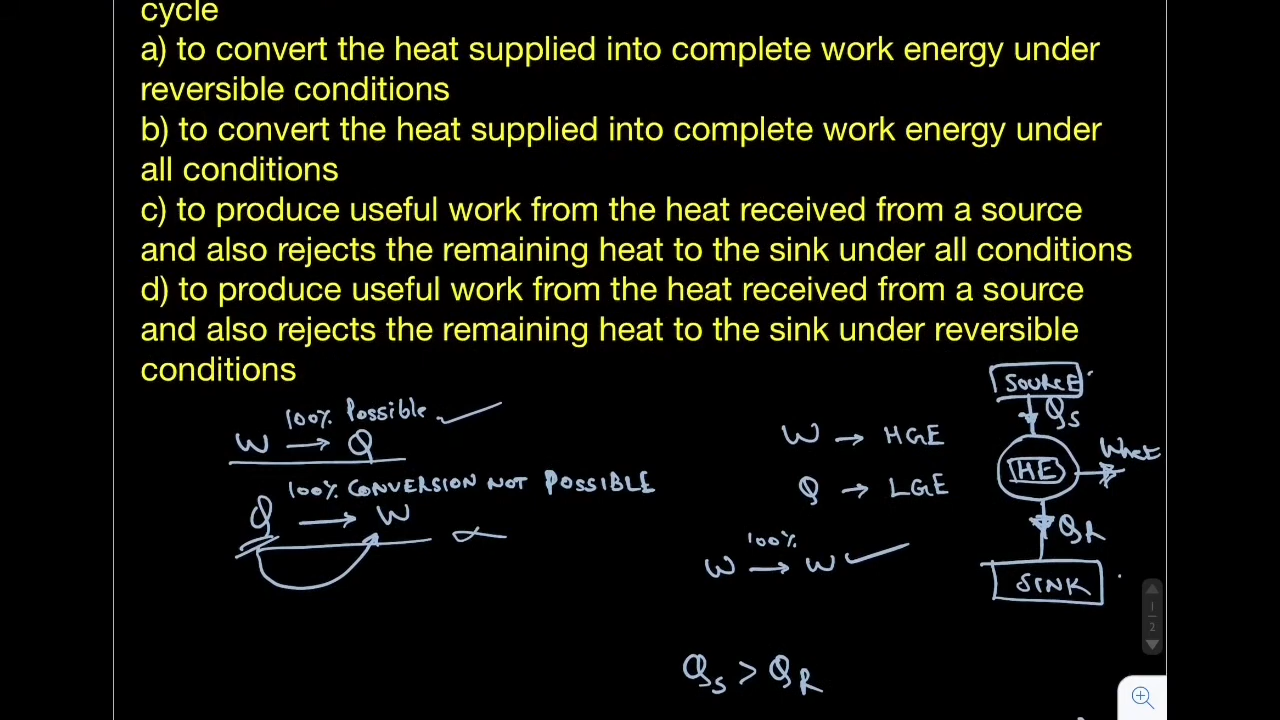 cycle
a) to convert the heat supplied into complete work energy under
reversible conditions
b) to convert the heat supplied into complete work energy under
all conditions
c) to produce useful work from the heat received from a source
and also rejects the remaining heat to the sink under all conditions
d) to produce useful work from the heat received from a source
and also rejects the remaining heat to the sink under reversible
conditions
100% Possible
W → Q
100% CONVERSION NOT POSSIBLE
Q → W
W → HGE
Q → LGE
100%
W → W
SOURCE
QS
HE
Wnet
QR
SINK
QS > QR
1
2